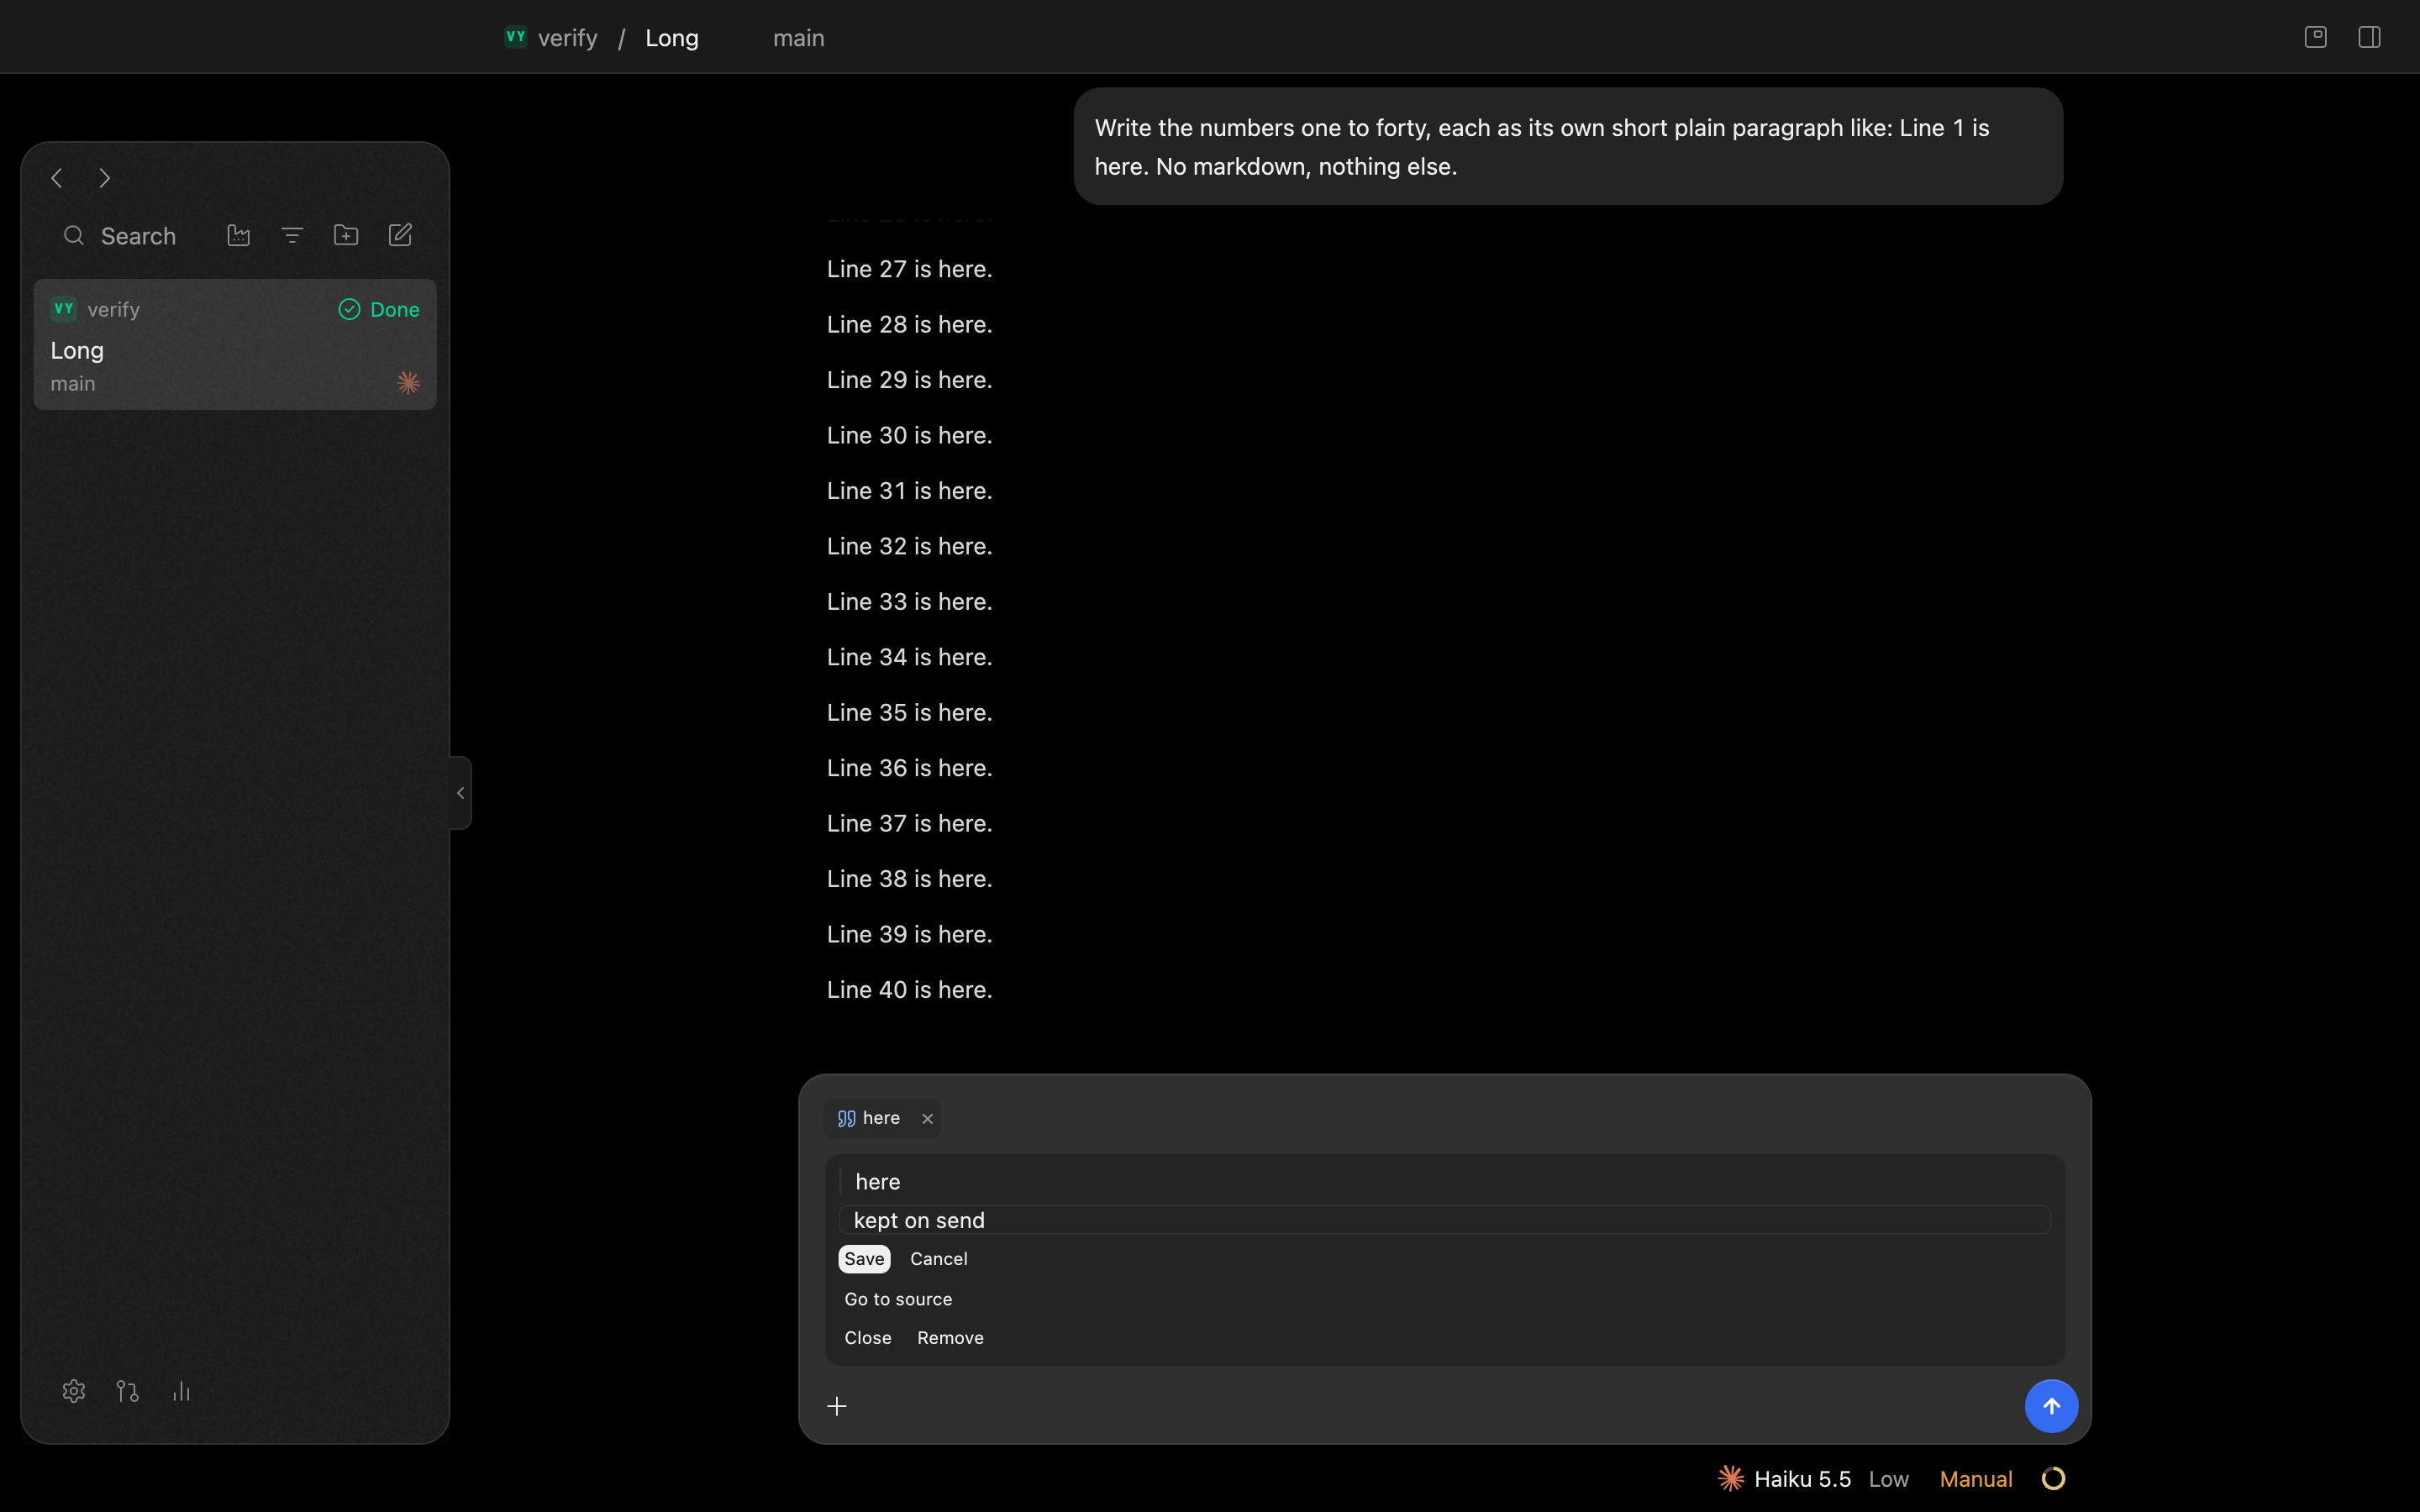 VY verify / Long main
Write the numbers one to forty, each as its own short plain paragraph like: Line 1 is
here. No markdown, nothing else.
Search
VY verify Done
Long
main
Line 27 is here.
Line 28 is here.
Line 29 is here.
Line 30 is here.
Line 31 is here.
Line 32 is here.
Line 33 is here.
Line 34 is here.
Line 35 is here.
Line 36 is here.
Line 37 is here.
Line 38 is here.
Line 39 is here.
Line 40 is here.
here
here
kept on send
Save Cancel
Go to source
Close Remove
Haiku 5.5 Low Manual